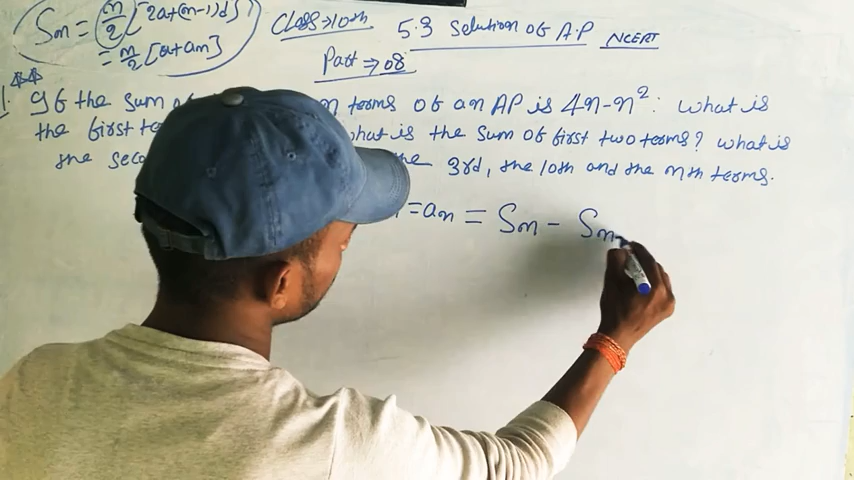 Sn = n/2 [2a+(n-1)d]
= n/2 [a+an]
Class→10th
5.3 Solution of A.P NCERT
Part → 08
1. If the Sum of n terms of an AP is 4n-n²: what is
the first te what is the sum of first two terms? what is
the seco the 3rd, the 10th and the nth terms.
=an = Sn - Sn-